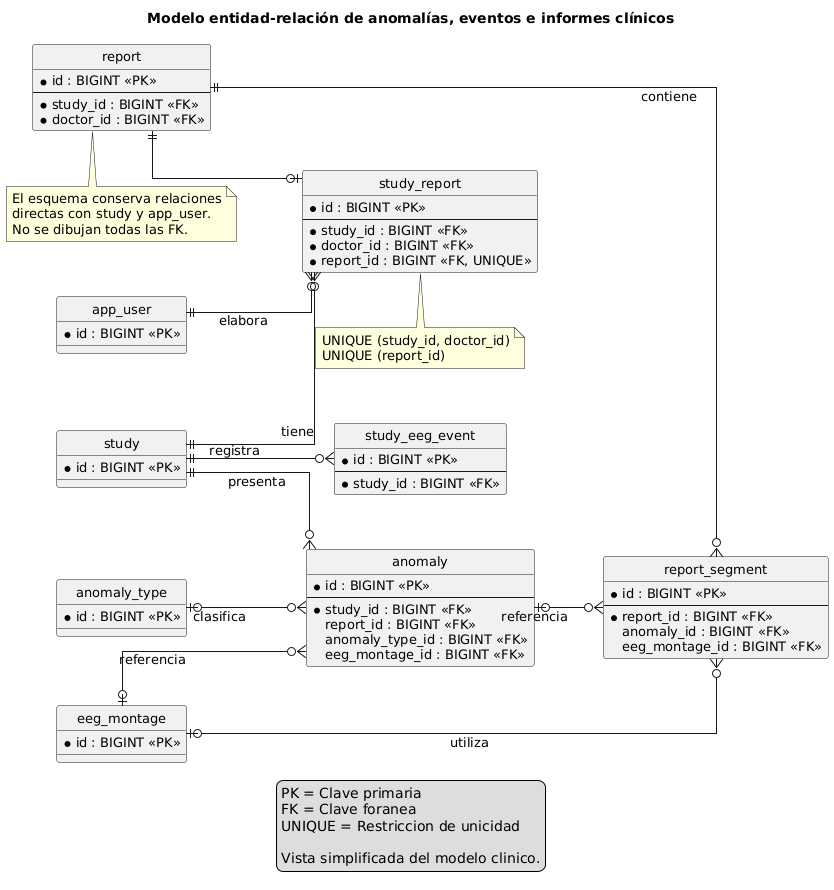 Modelo entidad-relación de anomalías, eventos e informes clínicos
report
id : BIGINT «PK»
study_id : BIGINT «FK»
doctor_id : BIGINT «FK»
contiene
El esquema conserva relaciones
directas con study y app_user.
No se dibujan todas las FK.
study_report
id : BIGINT «PK»
study_id : BIGINT «FK»
doctor_id : BIGINT «FK»
report_id : BIGINT «FK, UNIQUE»
app_user
id : BIGINT «PK»
elabora
UNIQUE (study_id, doctor_id)
UNIQUE (report_id)
study
id : BIGINT «PK»
tiene
registra
presenta
study_eeg_event
id : BIGINT «PK»
study_id : BIGINT «FK»
anomaly_type
id : BIGINT «PK»
clasifica
anomaly
id : BIGINT «PK»
study_id : BIGINT «FK»
report_id : BIGINT «FK»
anomaly_type_id : BIGINT «FK»
eeg_montage_id : BIGINT «FK»
referencia
report_segment
id : BIGINT «PK»
report_id : BIGINT «FK»
anomaly_id : BIGINT «FK»
eeg_montage_id : BIGINT «FK»
referencia
eeg_montage
id : BIGINT «PK»
utiliza
PK = Clave primaria
FK = Clave foranea
UNIQUE = Restriccion de unicidad
Vista simplificada del modelo clinico.